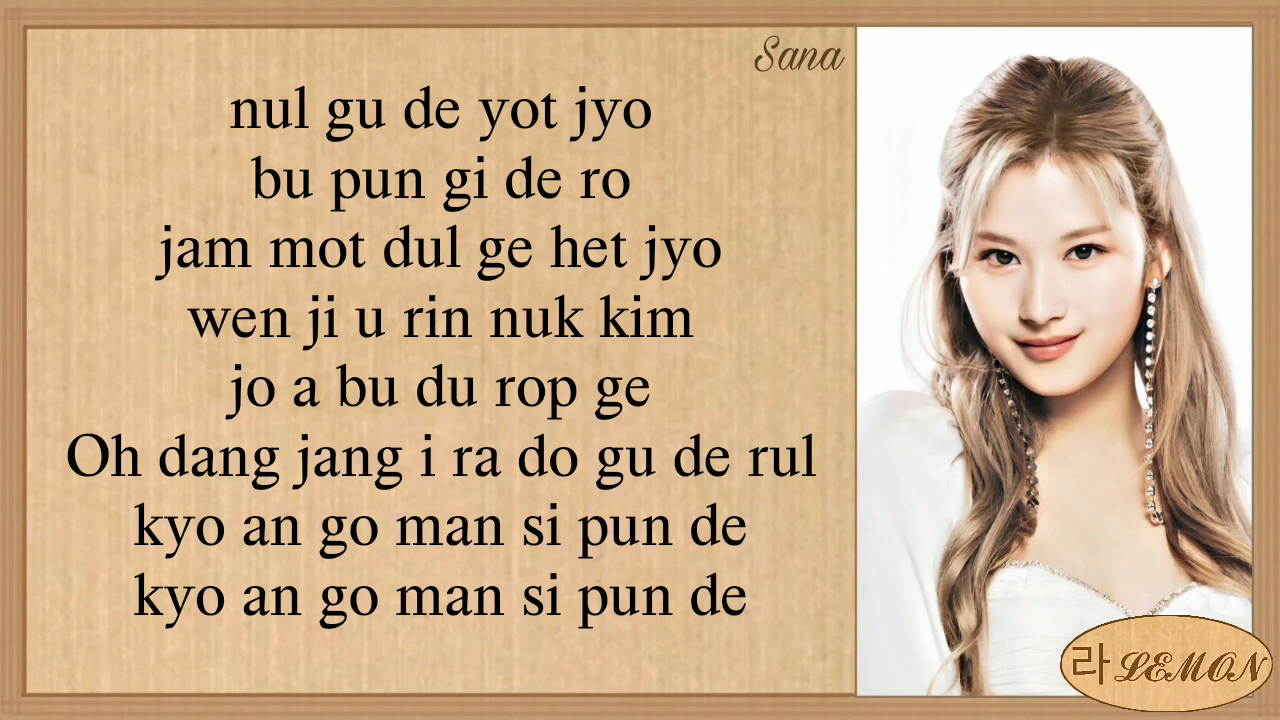 Sana
nul gu de yot jyo
bu pun gi de ro
jam mot dul ge het jyo
wen ji u rin nuk kim
jo a bu du rop ge
Oh dang jang i ra do gu de rul
kyo an go man si pun de
kyo an go man si pun de
라 LEMON